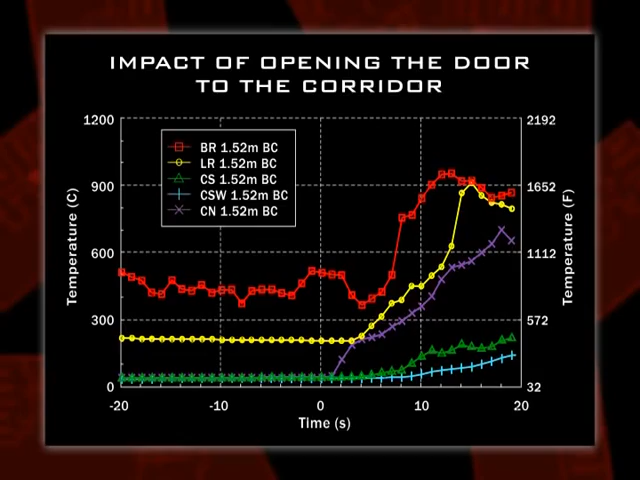 IMPACT OF OPENING THE DOOR
TO THE CORRIDOR
1200
900
600
300
0
Temperature (C)
2192
1652
1112
572
32
Temperature (F)
BR 1.52m BC
LR 1.52m BC
CS 1.52m BC
CSW 1.52m BC
CN 1.52m BC
-20
-10
0
10
20
Time (s)